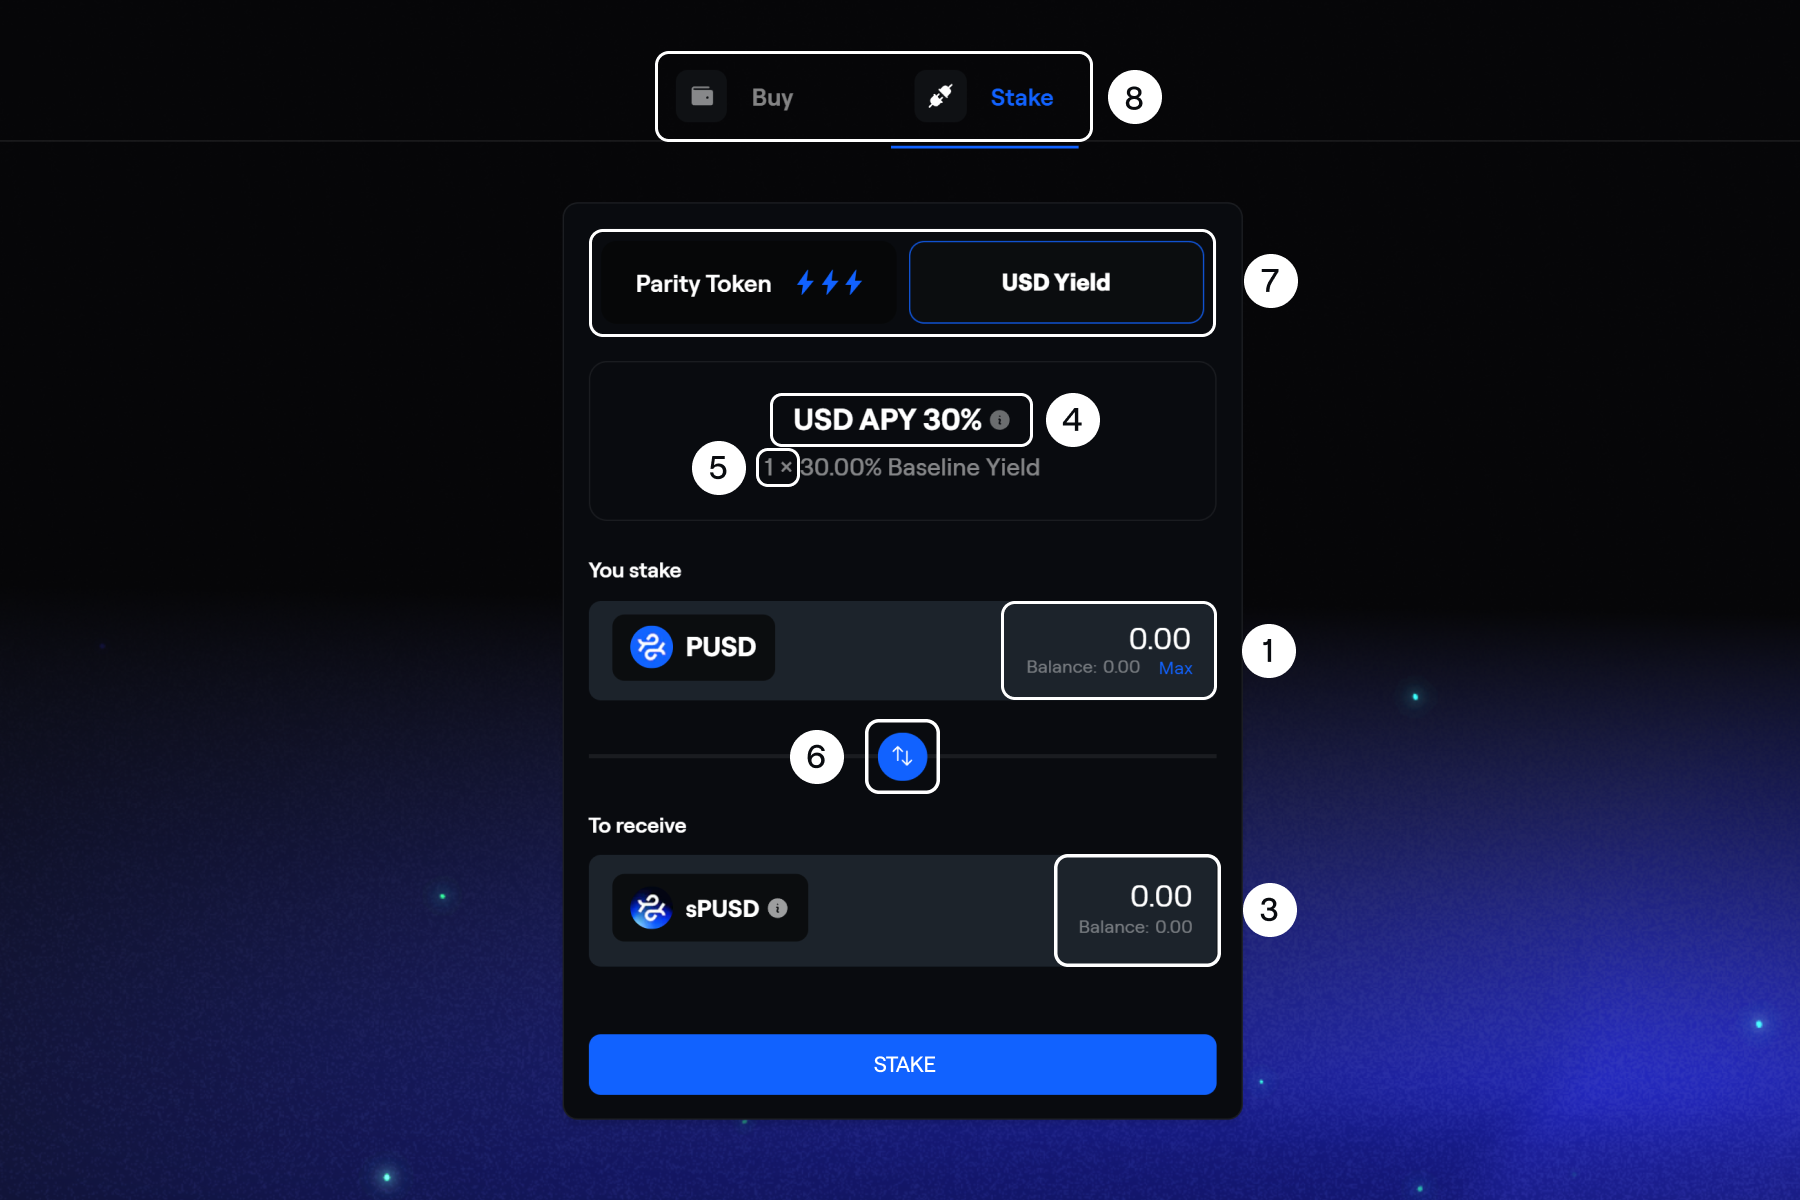 Buy
Stake
8
Parity Token
USD Yield
7
USD APY 30%
4
5
1 × 30.00% Baseline Yield
You stake
PUSD
0.00
Balance: 0.00 Max
1
6
To receive
sPUSD
0.00
Balance: 0.00
3
STAKE